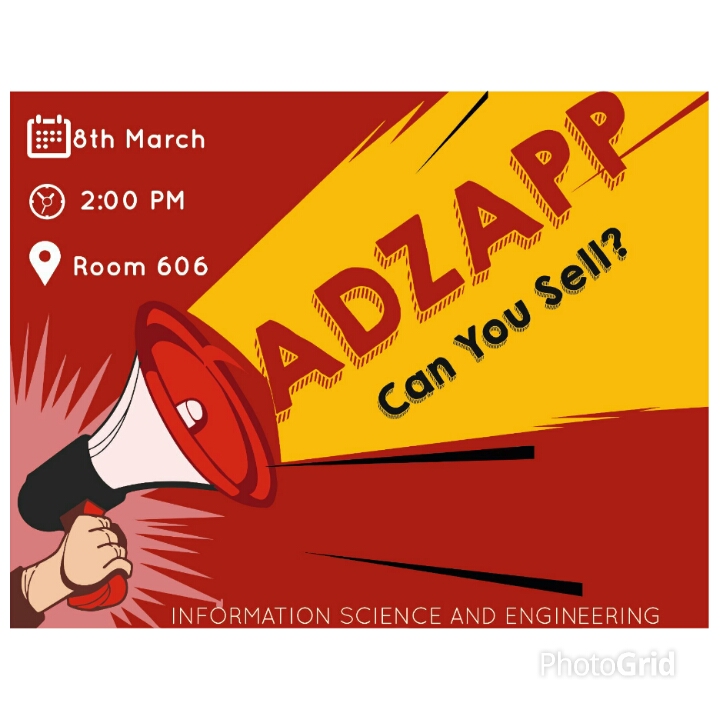 8th March
2:00 PM
Room 606
ADZAPP
Can You Sell?
INFORMATION SCIENCE AND ENGINEERING
PhotoGrid